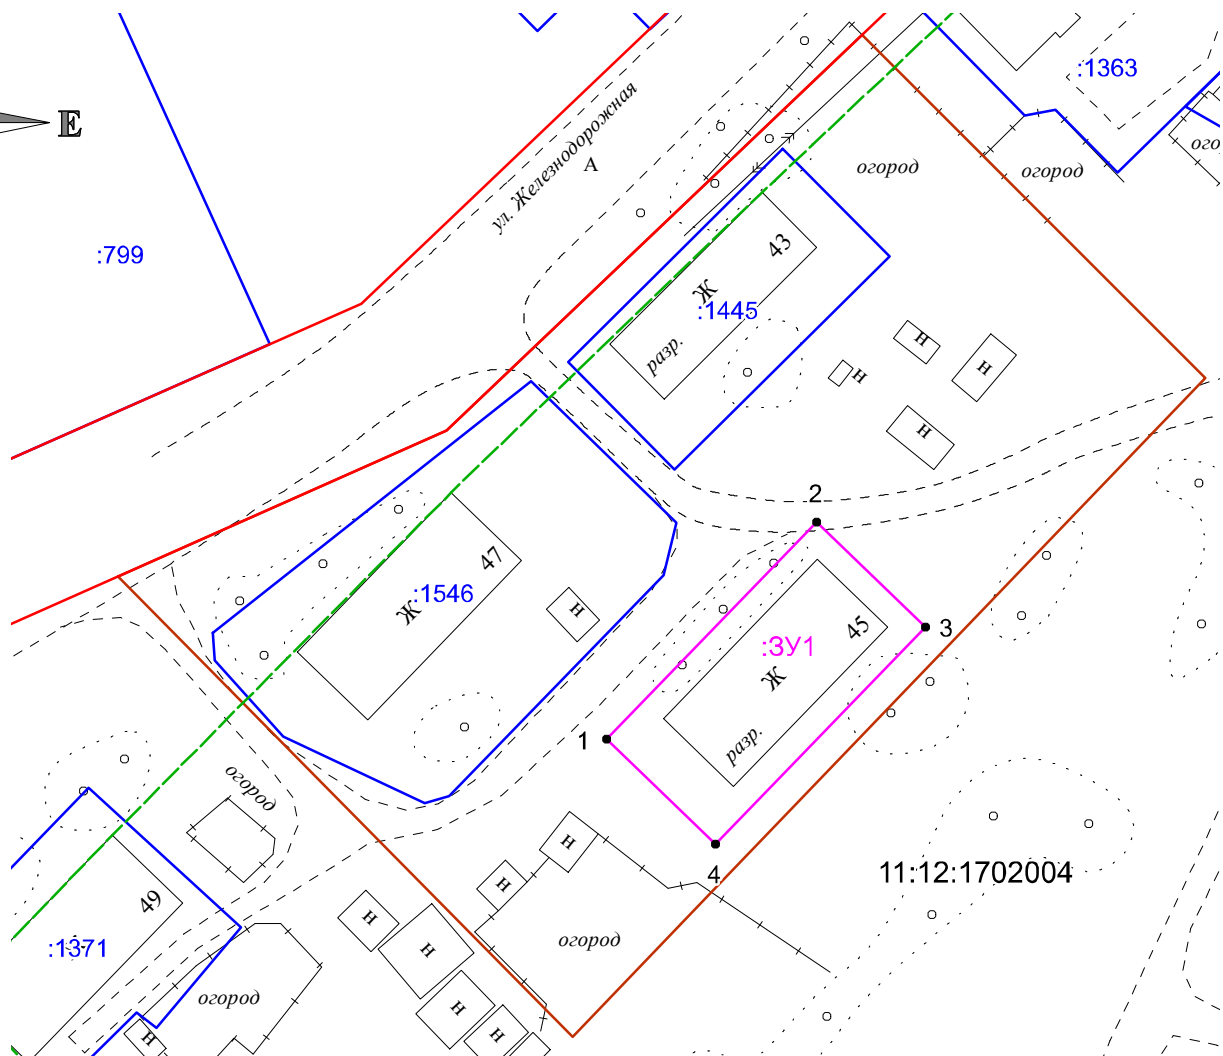 :1363
E
ул. Железнодорожная
А
огород
огород
ого
:799
43
Ж
:1445
разр.
н
н
н
н
2
47
:1546
Ж
н
3
45
:ЗУ1
Ж
разр.
1
огород
н
4
11:12:1702004
н
49
н
н
огород
:1371
огород
н
н
н